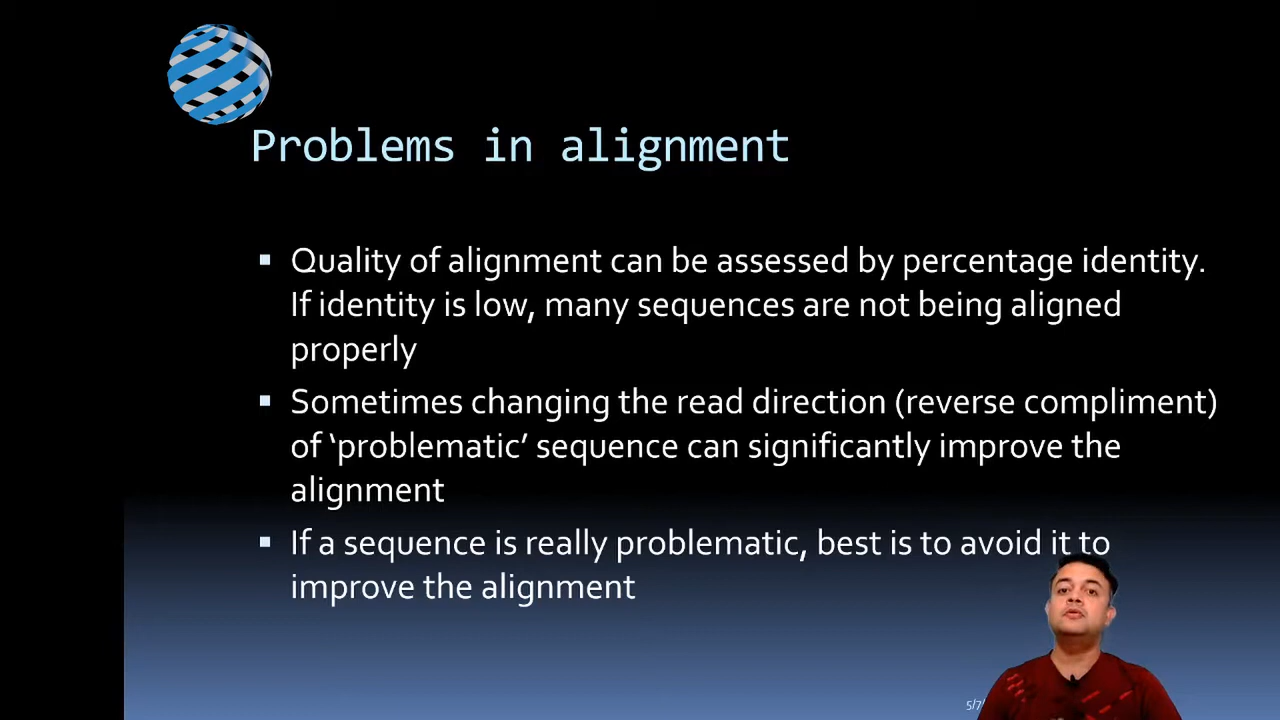 Problems in alignment
Quality of alignment can be assessed by percentage identity.
If identity is low, many sequences are not being aligned
properly
Sometimes changing the read direction (reverse compliment)
of ‘problematic’ sequence can significantly improve the
alignment
If a sequence is really problematic, best is to avoid it to
improve the alignment
5/7/